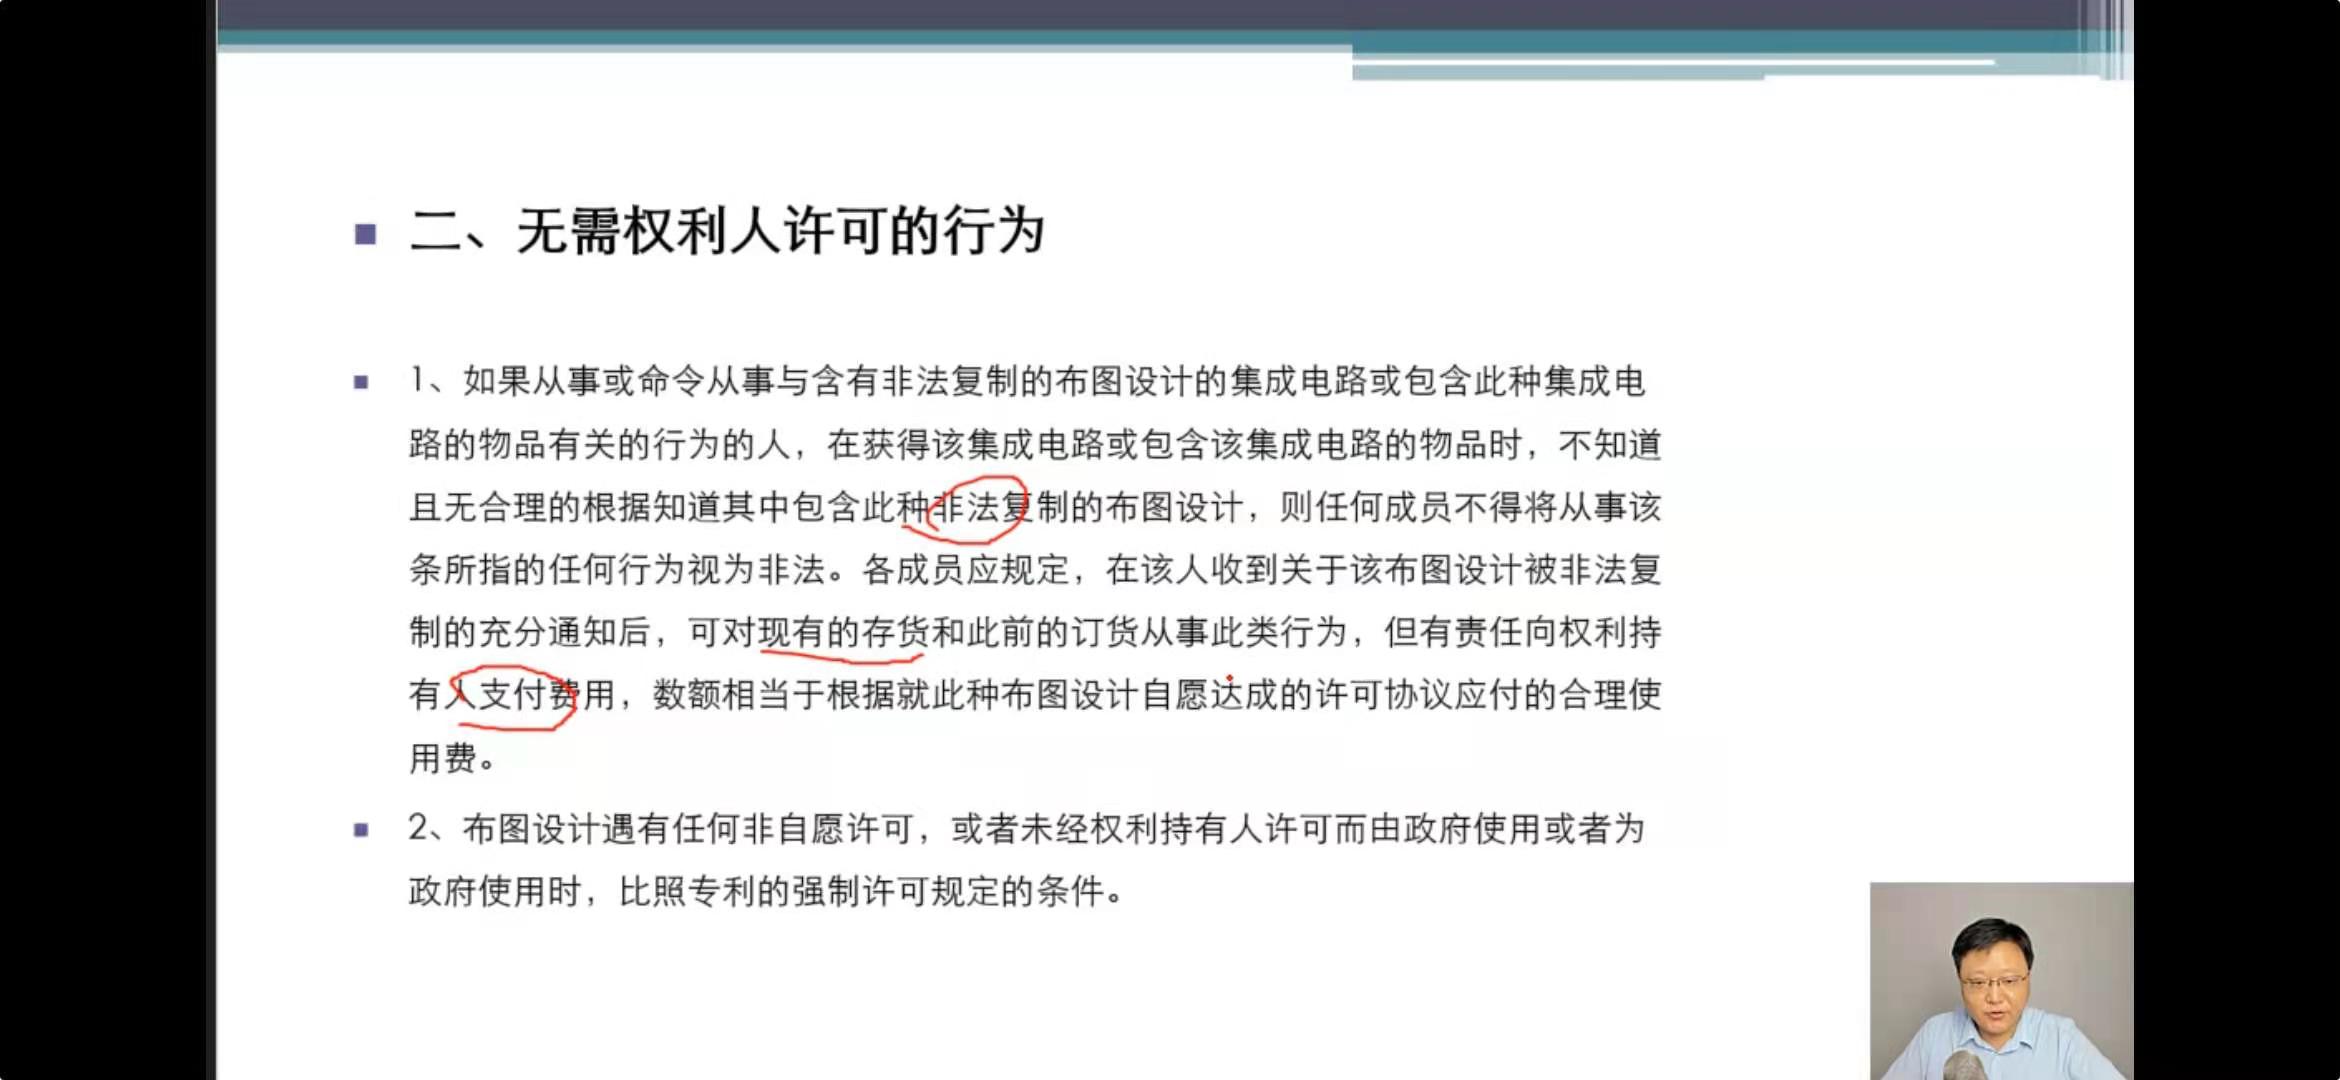 二、无需权利人许可的行为
1、如果从事或命令从事与含有非法复制的布图设计的集成电路或包含此种集成电
路的物品有关的行为的人，在获得该集成电路或包含该集成电路的物品时，不知道
且无合理的根据知道其中包含此种非法复制的布图设计，则任何成员不得将从事该
条所指的任何行为视为非法。各成员应规定，在该人收到关于该布图设计被非法复
制的充分通知后，可对现有的存货和此前的订货从事此类行为，但有责任向权利持
有人支付费用，数额相当于根据就此种布图设计自愿达成的许可协议应付的合理使
用费。
2、布图设计遇有任何非自愿许可，或者未经权利持有人许可而由政府使用或者为
政府使用时，比照专利的强制许可规定的条件。